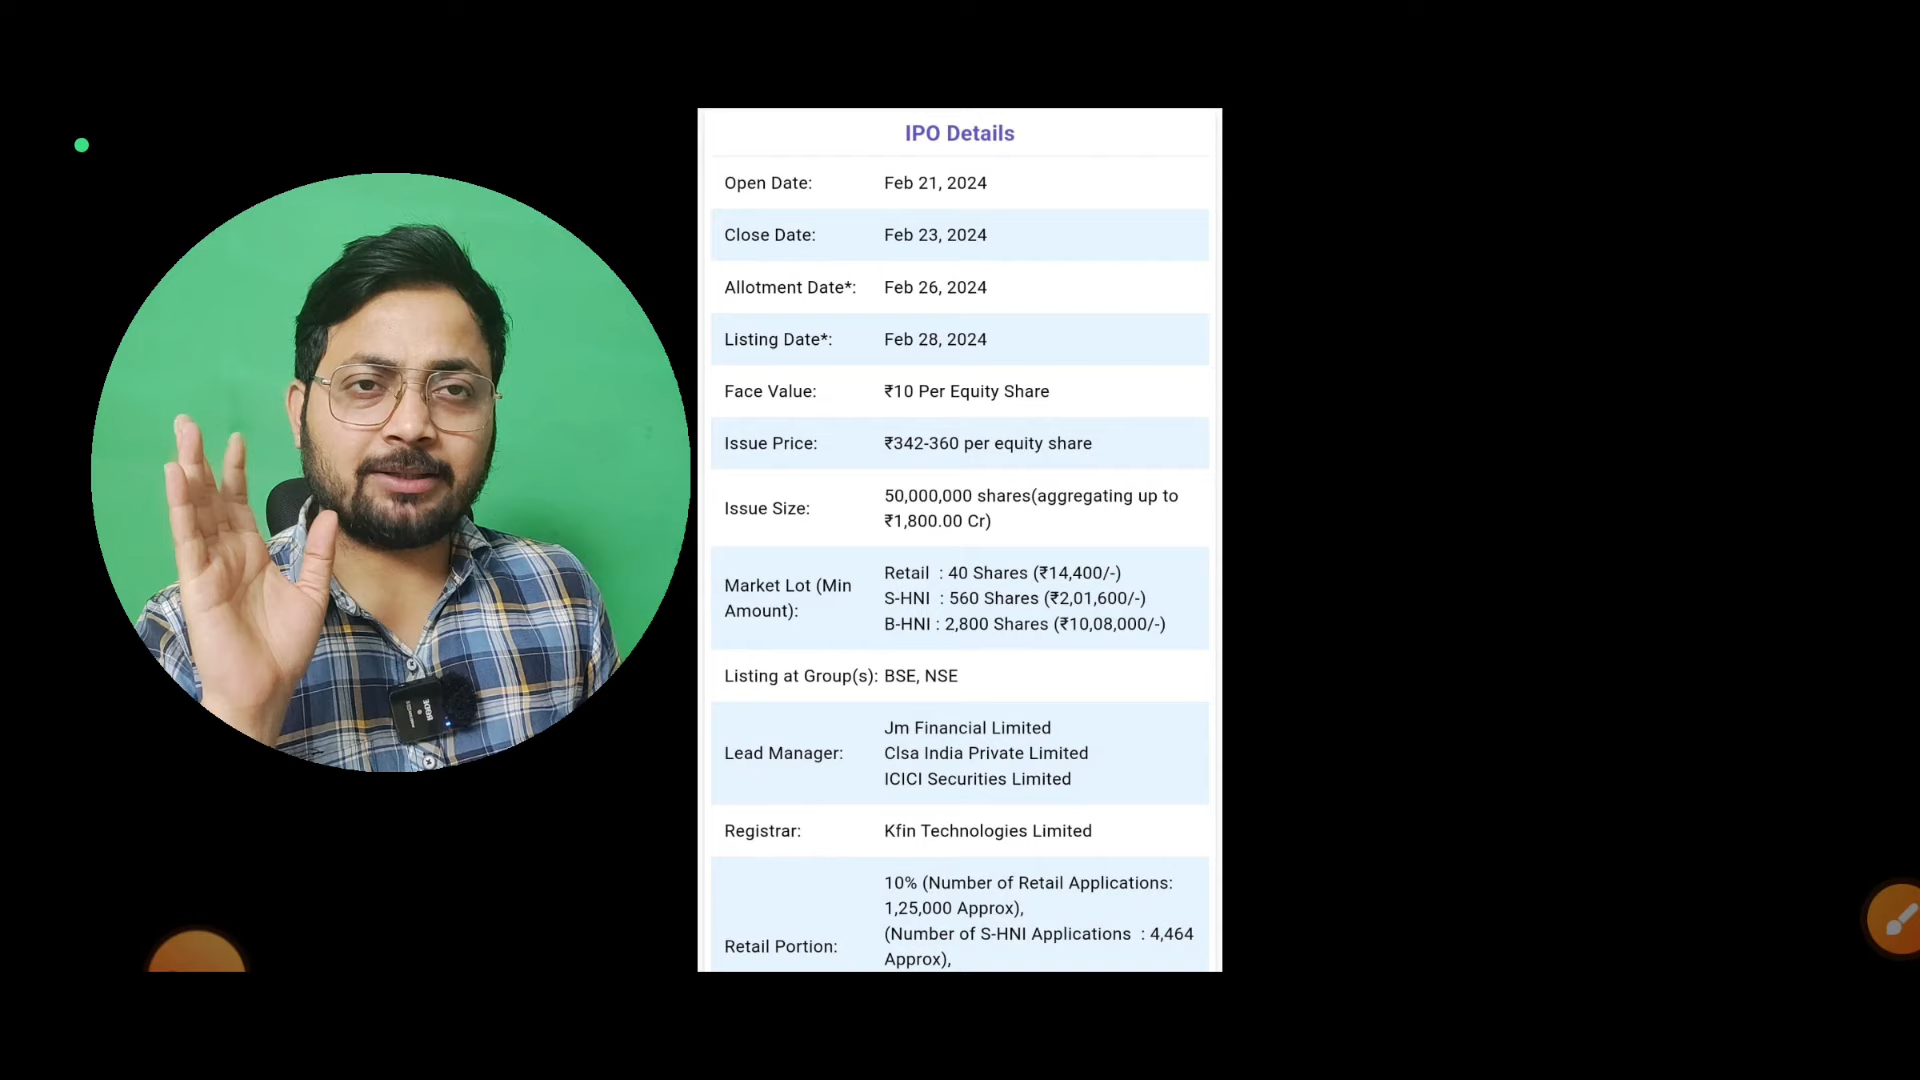 IPO Details
Open Date: Feb 21, 2024
Close Date: Feb 23, 2024
Allotment Date*: Feb 26, 2024
Listing Date*: Feb 28, 2024
Face Value: ₹10 Per Equity Share
Issue Price: ₹342-360 per equity share
Issue Size: 50,000,000 shares(aggregating up to
₹1,800.00 Cr)
Market Lot (Min
Amount):
Retail : 40 Shares (₹14,400/-)
S-HNI : 560 Shares (₹2,01,600/-)
B-HNI : 2,800 Shares (₹10,08,000/-)
Listing at Group(s): BSE, NSE
Lead Manager:
Jm Financial Limited
Clsa India Private Limited
ICICI Securities Limited
Registrar: Kfin Technologies Limited
Retail Portion:
10% (Number of Retail Applications:
1,25,000 Approx),
(Number of S-HNI Applications : 4,464
Approx),
RODE